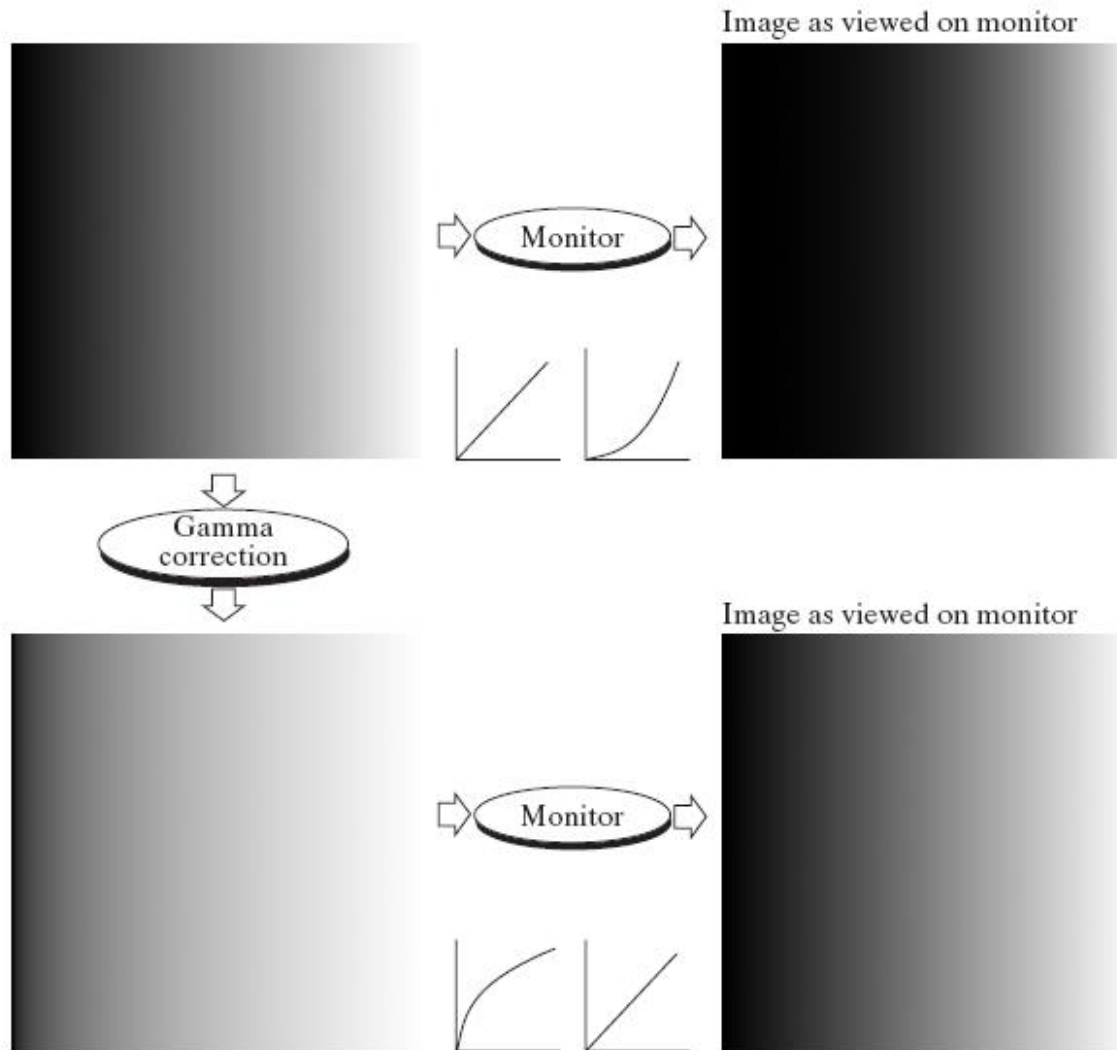 Image as viewed on monitor
Monitor
Gamma
correction
Image as viewed on monitor
Monitor